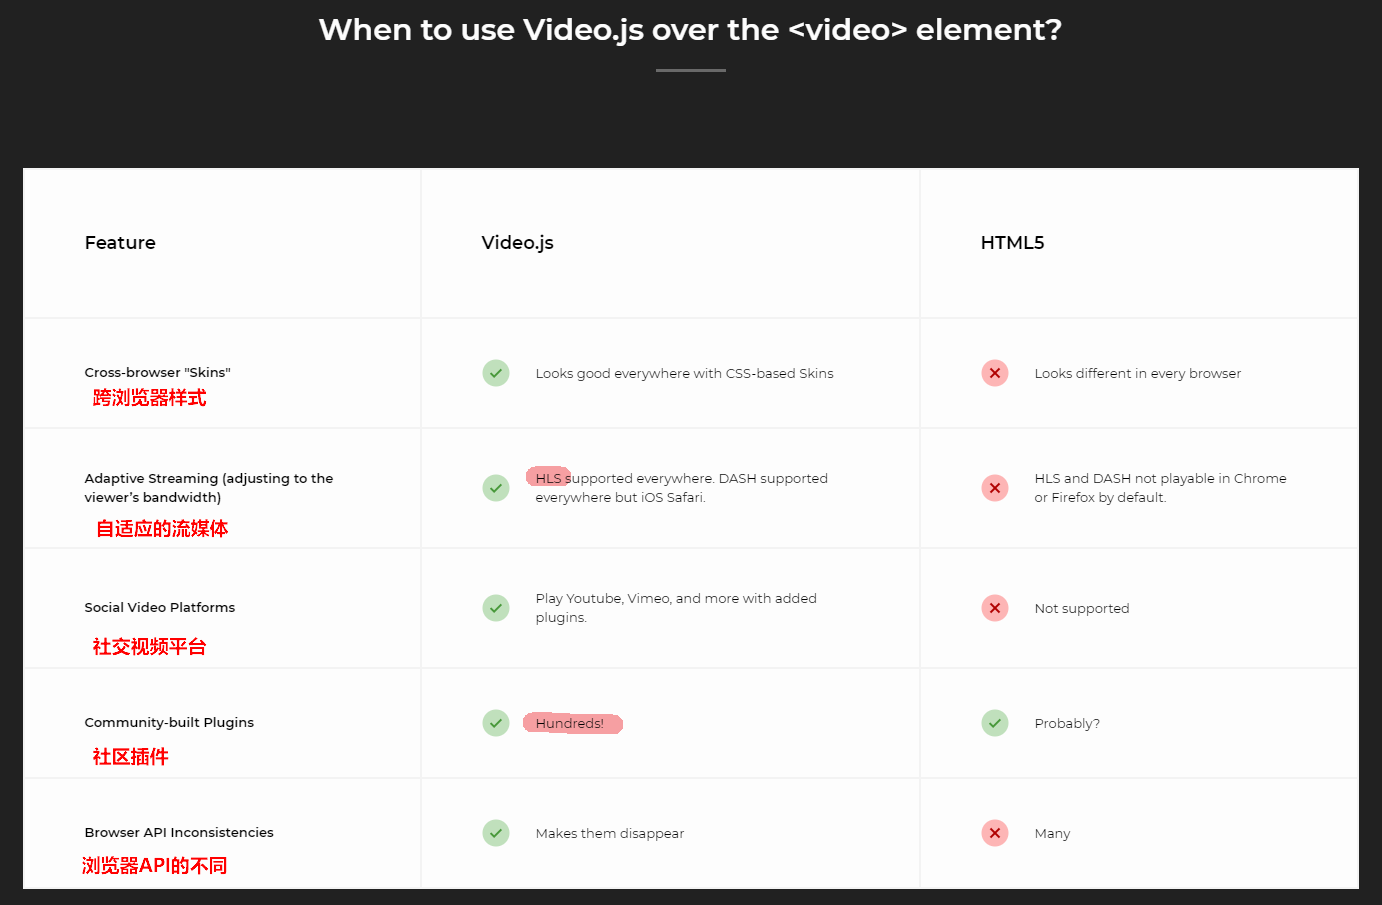 When to use Video.js over the <video> element?
Feature
Video.js
HTML5
Cross-browser "Skins"
跨浏览器样式
Looks good everywhere with CSS-based Skins
Looks different in every browser
Adaptive Streaming (adjusting to the
viewer’s bandwidth)
自适应的流媒体
HLS supported everywhere. DASH supported
everywhere but iOS Safari.
HLS and DASH not playable in Chrome
or Firefox by default.
Social Video Platforms
社交视频平台
Play Youtube, Vimeo, and more with added
plugins.
Not supported
Community-built Plugins
社区插件
Hundreds!
Probably?
Browser API Inconsistencies
浏览器API的不同
Makes them disappear
Many